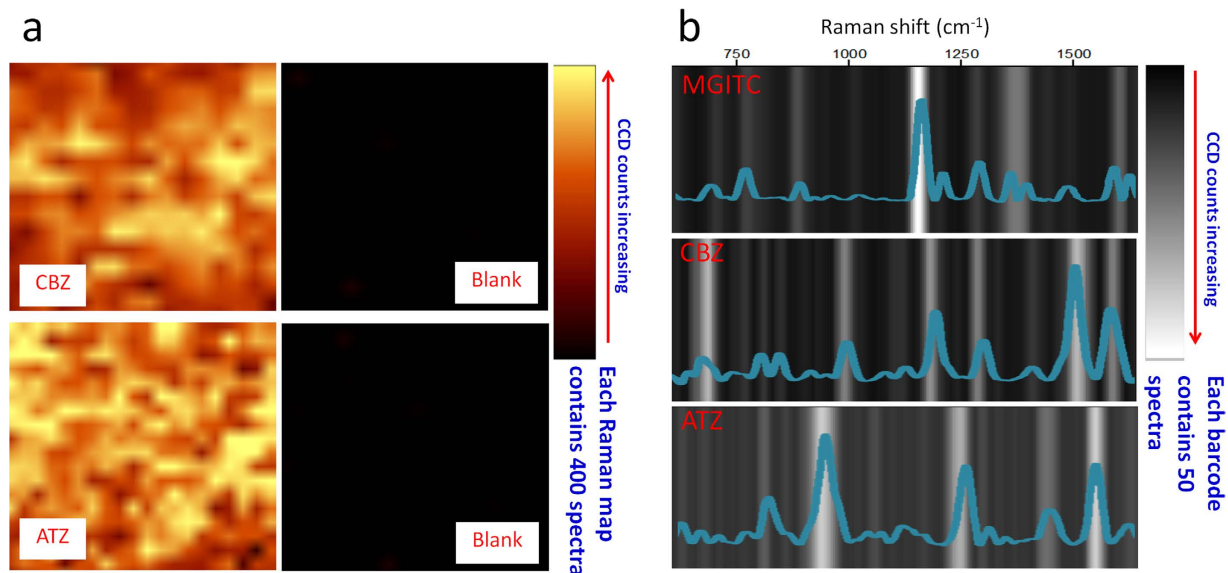 a
CBZ
Blank
ATZ
Blank
CCD counts increasing
Each Raman map
contains 400 spectra
b
Raman shift (cm⁻¹)
750
1000
1250
1500
MGITC
CBZ
ATZ
CCD counts increasing
Each barcode
contains 50
spectra